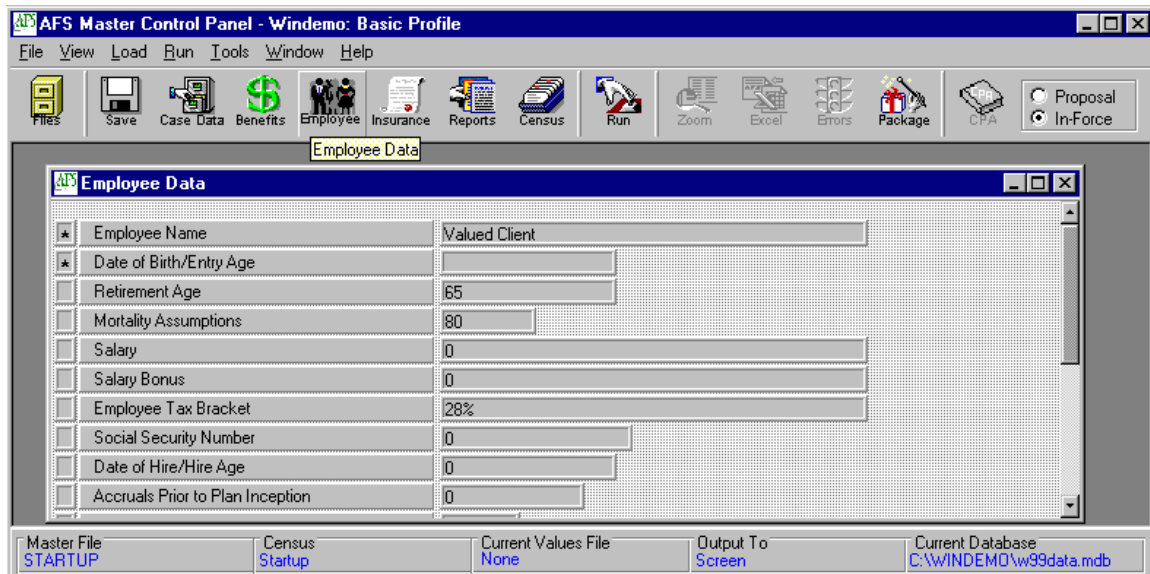 AFS AFS Master Control Panel - Windemo: Basic Profile
File View Load Run Tools Window Help
Files Save Case Data Benefits Employee Insurance Reports Census Run Zoom Excel Errors Package CPA
Proposal
In-Force
Employee Data
AFS Employee Data
* Employee Name Valued Client
* Date of Birth/Entry Age
Retirement Age 65
Mortality Assumptions 80
Salary 0
Salary Bonus 0
Employee Tax Bracket 28%
Social Security Number 0
Date of Hire/Hire Age 0
Accruals Prior to Plan Inception 0
Master File Census Current Values File Output To Current Database
STARTUP Startup None Screen C:\WINDEMO\w99data.mdb